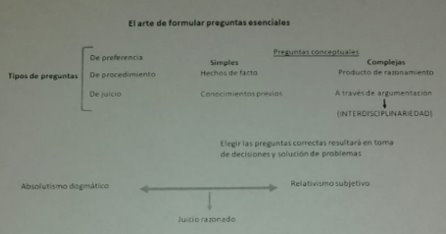 El arte de formular preguntas esenciales
Preguntas conceptuales
De preferencia
Simples
Complejas
Tipos de preguntas
De procedimiento
Hechos de facto
Producto de razonamiento
De juicio
Conocimientos previos
A través de argumentación
(INTERDISCIPLINARIEDAD)
Elegir las preguntas correctas resultará en toma
de decisiones y solución de problemas
Absolutismo dogmático
Relativismo subjetivo
Juicio razonado